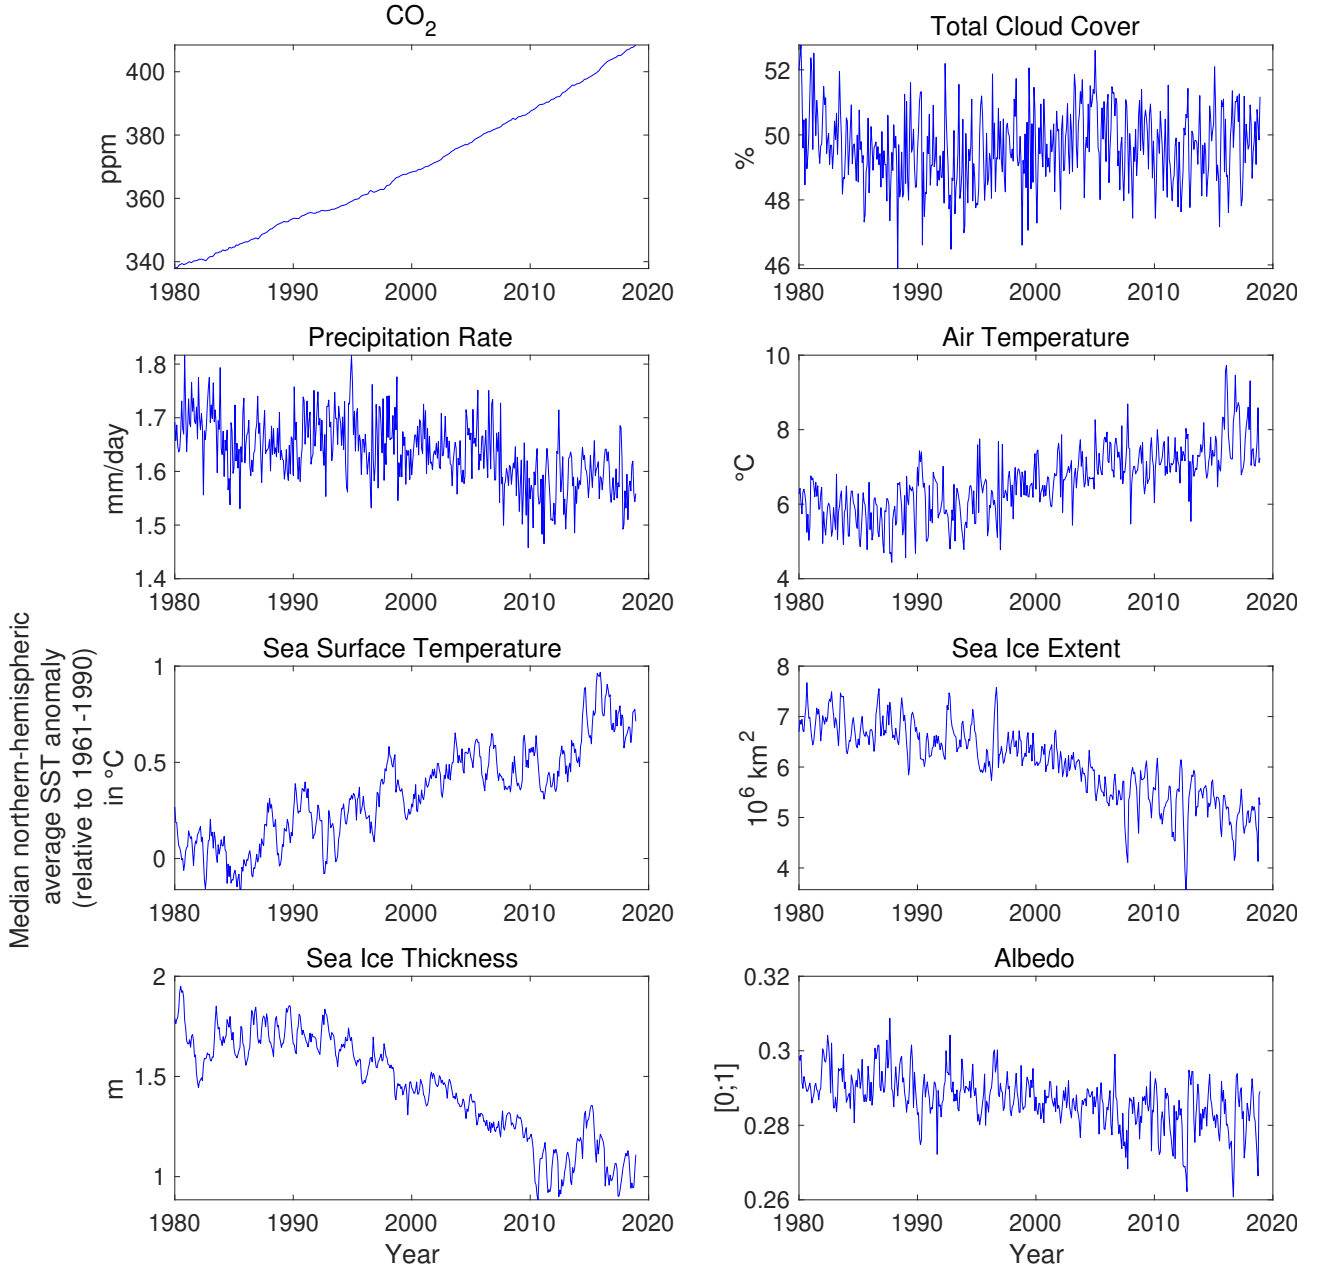 CO2
ppm
400
380
360
340
1980 1990 2000 2010 2020
Total Cloud Cover
%
52
50
48
46
1980 1990 2000 2010 2020
Precipitation Rate
mm/day
1.8
1.7
1.6
1.5
1.4
1980 1990 2000 2010 2020
Air Temperature
°C
10
8
6
4
1980 1990 2000 2010 2020
Sea Surface Temperature
Median northern-hemispheric
average SST anomaly
(relative to 1961-1990)
in °C
1
0.5
0
1980 1990 2000 2010 2020
Sea Ice Extent
10^6 km^2
8
7
6
5
4
1980 1990 2000 2010 2020
Sea Ice Thickness
m
2
1.5
1
1980 1990 2000 2010 2020
Year
Albedo
[0;1]
0.32
0.3
0.28
0.26
1980 1990 2000 2010 2020
Year